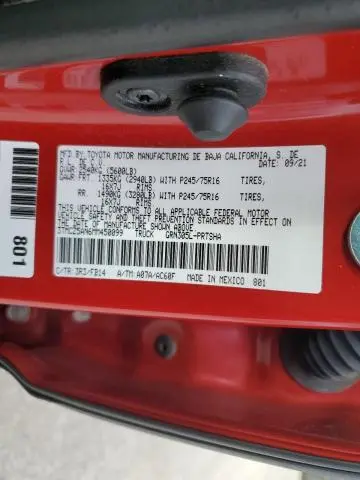 MFD.BY TOYOTA MOTOR MANUFACTURING DE BAJA CALIFORNIA, S. DE
R.L. DE C.V. DATE: 09/21
GVWR 2540KG (5600LB)
GAWR FRT 1335KG (2940LB) WITH P245/75R16 TIRES,
16X7J RIMS
RR 1490KG (3280LB) WITH P245/75R16 TIRES,
16X7J RIMS
THIS VEHICLE CONFORMS TO ALL APPLICABLE FEDERAL MOTOR
VEHICLE SAFETY AND THEFT PREVENTION STANDARDS IN EFFECT ON
THE DATE OF MANUFACTURE SHOWN ABOVE.
3TMLZ5AN6MM450099 TRUCK GRN305L-PRTSHA
C/TR: 3R3/FB14 A/TM: A07A/AC60F MADE IN MEXICO 801
801